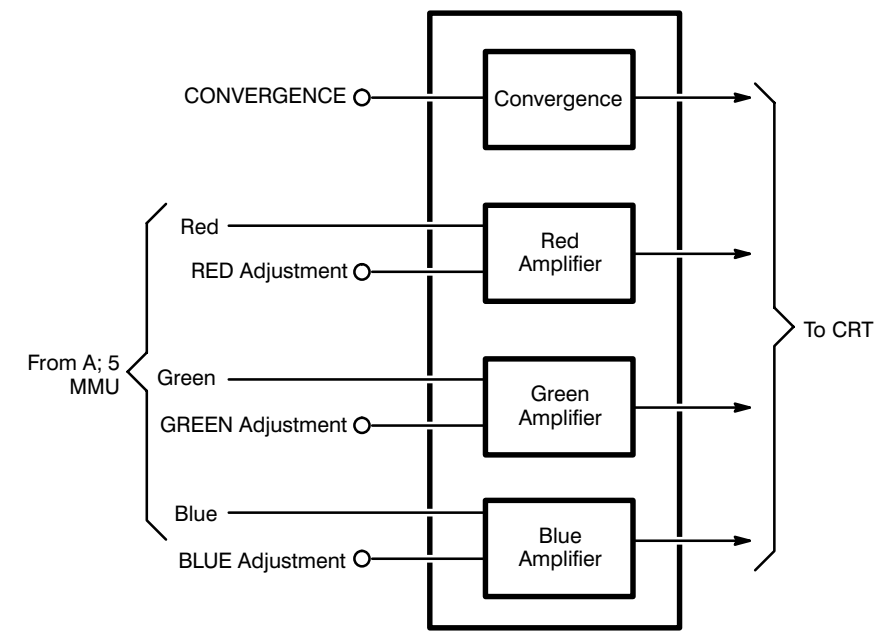 CONVERGENCE
Convergence
Red
RED Adjustment
Red
Amplifier
To CRT
From A; 5
MMU
Green
GREEN Adjustment
Green
Amplifier
Blue
BLUE Adjustment
Blue
Amplifier